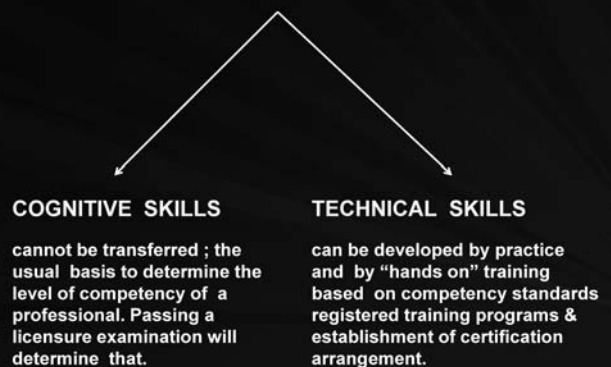 COGNITIVE SKILLS
cannot be transferred ; the
usual basis to determine the
level of competency of a
professional. Passing a
licensure examination will
determine that.
TECHNICAL SKILLS
can be developed by practice
and by “hands on” training
based on competency standards
registered training programs &
establishment of certification
arrangement.